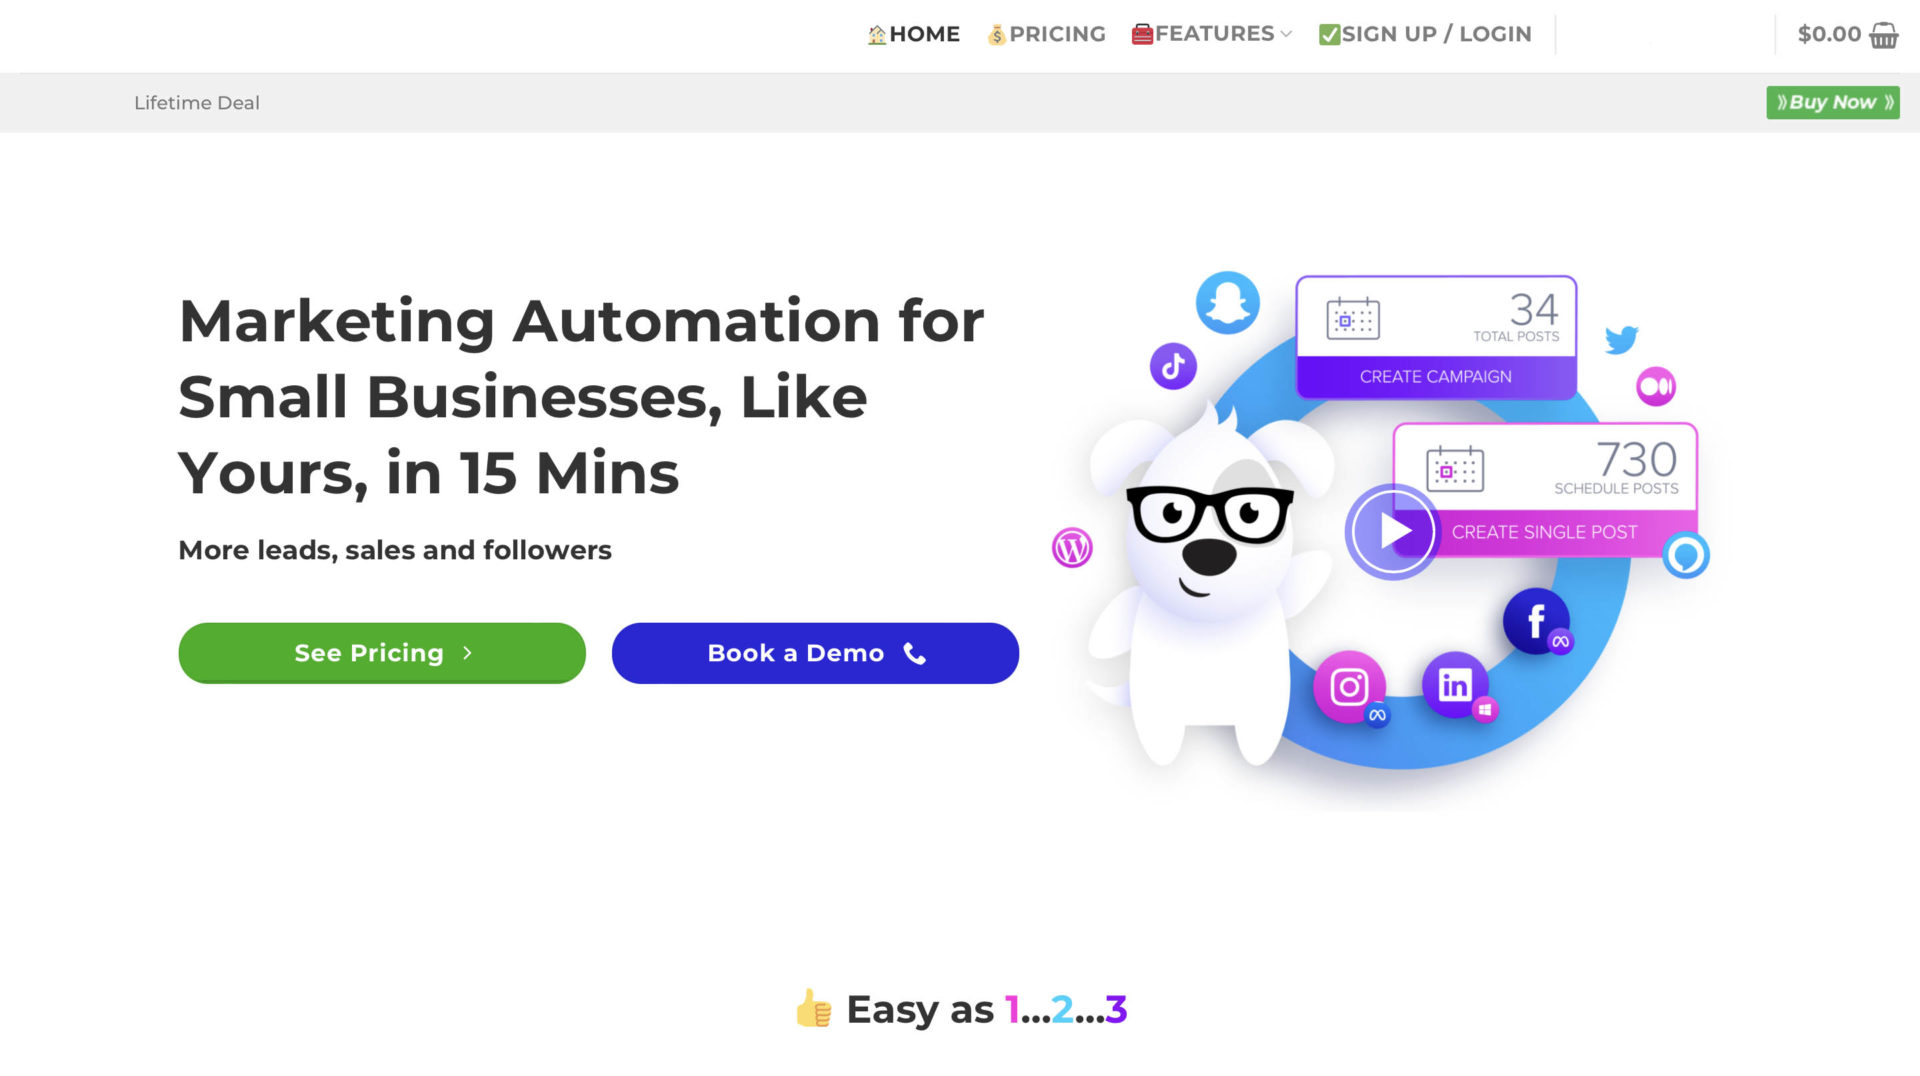 🏠HOME 💰PRICING 🧰FEATURES ✅SIGN UP / LOGIN $0.00
Lifetime Deal
⟫Buy Now ⟫
Marketing Automation for
Small Businesses, Like
Yours, in 15 Mins
More leads, sales and followers
See Pricing
Book a Demo
34
TOTAL POSTS
CREATE CAMPAIGN
730
SCHEDULE POSTS
CREATE SINGLE POST
👍 Easy as 1...2...3